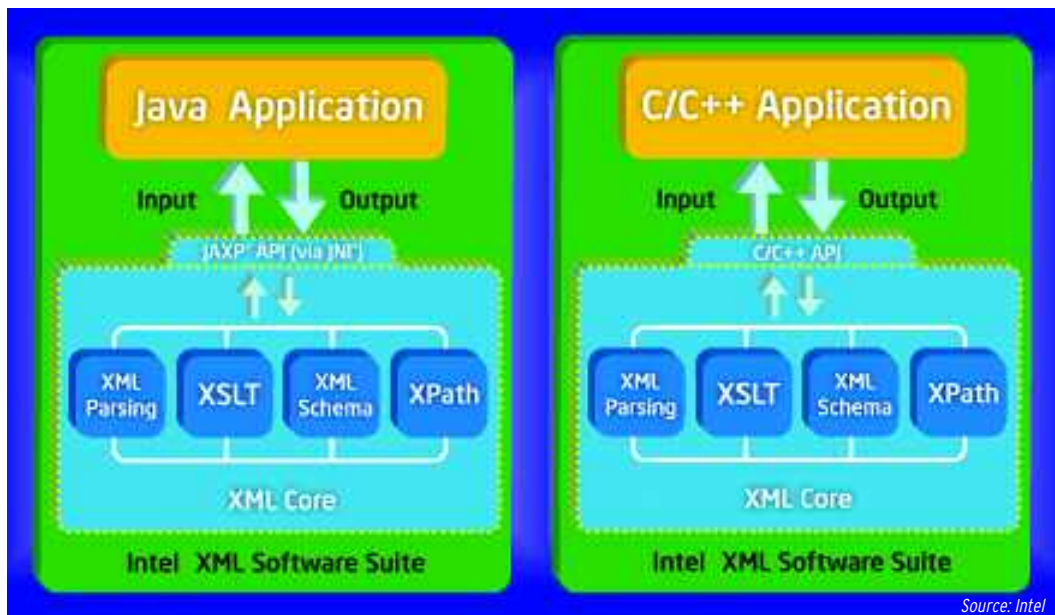 Java Application
Input
Output
JAXP* API (via JNI*)
XML
Parsing
XSLT
XML
Schema
XPath
XML Core
Intel XML Software Suite
C/C++ Application
Input
Output
C/C++ API
XML
Parsing
XSLT
XML
Schema
XPath
XML Core
Intel XML Software Suite
Source: Intel